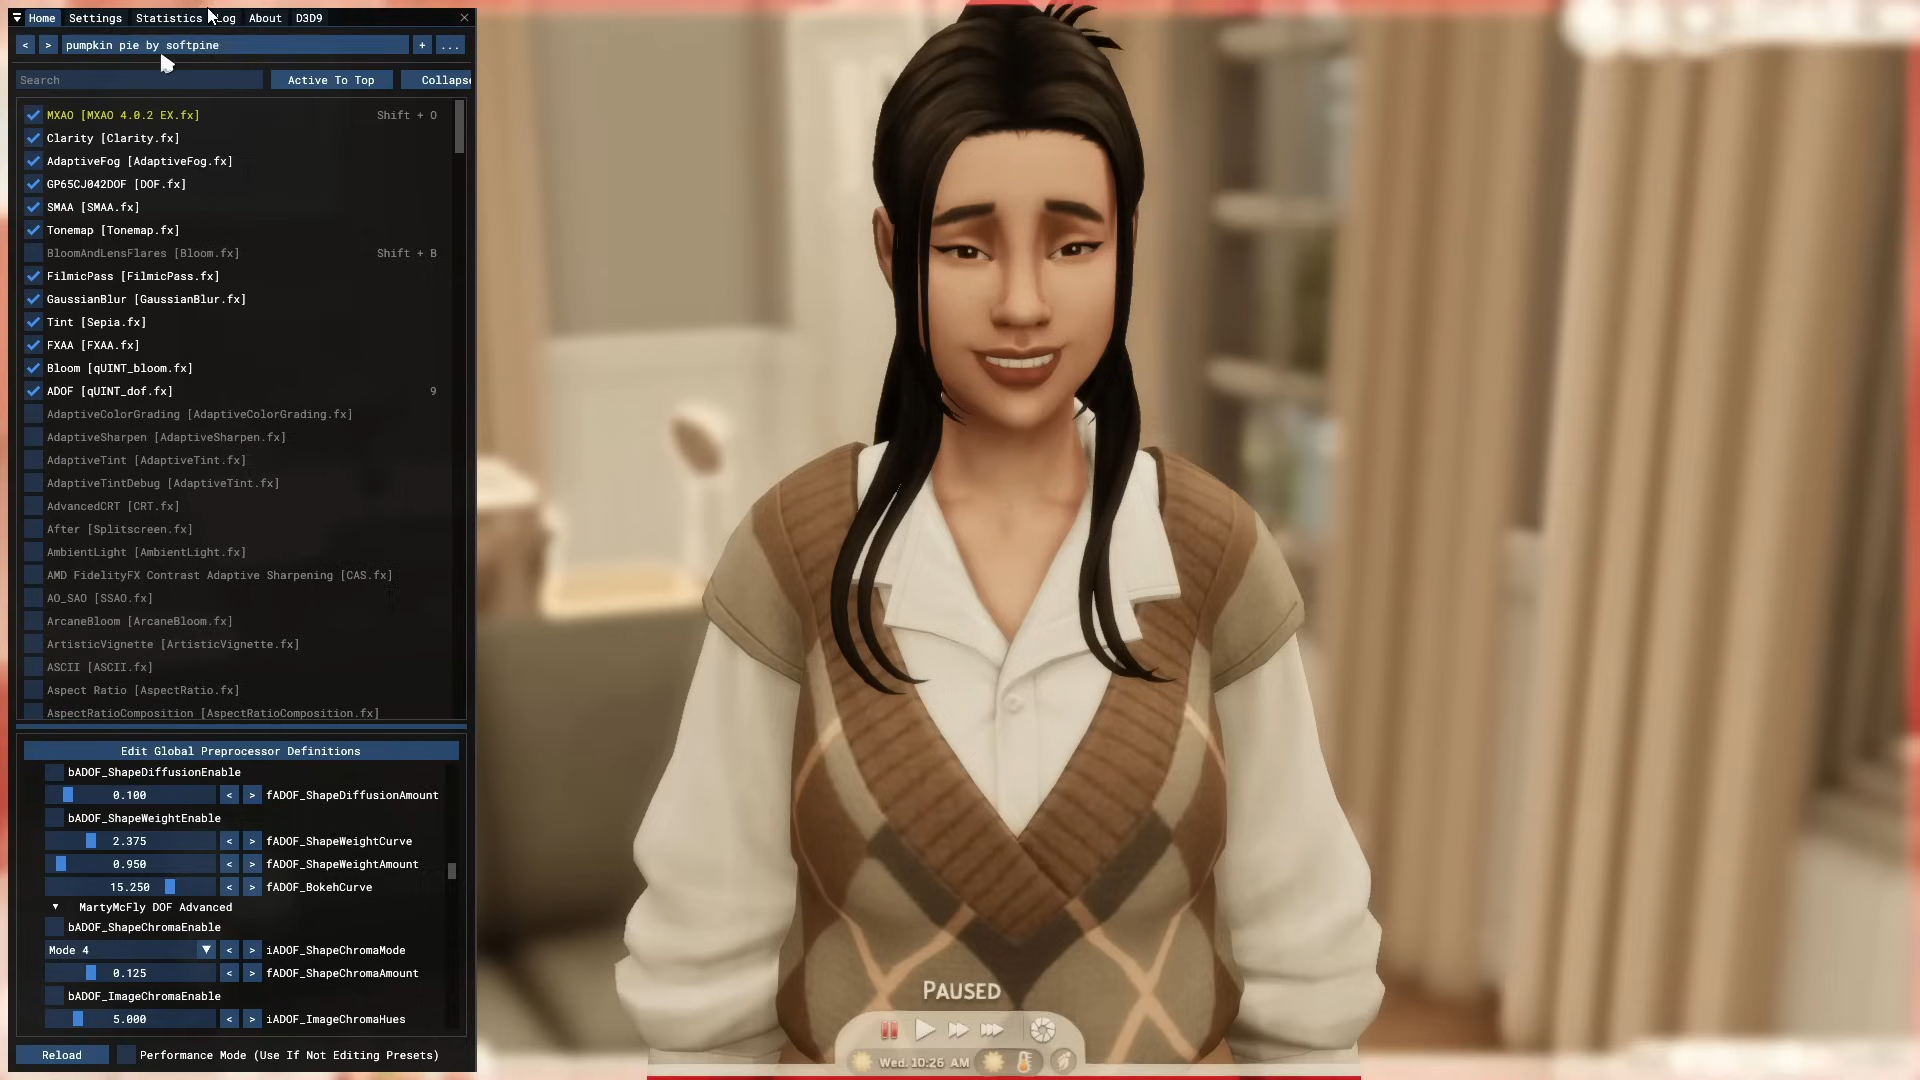 Home Settings Statistics Log About D3D9
< > pumpkin pie by softpine + ...
Search Active To Top Collapse
MXAO [MXAO 4.0.2 EX.fx] Shift + O
Clarity [Clarity.fx]
AdaptiveFog [AdaptiveFog.fx]
GP65CJ042DOF [DOF.fx]
SMAA [SMAA.fx]
Tonemap [Tonemap.fx]
BloomAndLensFlares [Bloom.fx] Shift + B
FilmicPass [FilmicPass.fx]
GaussianBlur [GaussianBlur.fx]
Tint [Sepia.fx]
FXAA [FXAA.fx]
Bloom [qUINT_bloom.fx]
ADOF [qUINT_dof.fx] 9
AdaptiveColorGrading [AdaptiveColorGrading.fx]
AdaptiveSharpen [AdaptiveSharpen.fx]
AdaptiveTint [AdaptiveTint.fx]
AdaptiveTintDebug [AdaptiveTint.fx]
AdvancedCRT [CRT.fx]
After [Splitscreen.fx]
AmbientLight [AmbientLight.fx]
AMD FidelityFX Contrast Adaptive Sharpening [CAS.fx]
AO_SAO [SSAO.fx]
ArcaneBloom [ArcaneBloom.fx]
ArtisticVignette [ArtisticVignette.fx]
ASCII [ASCII.fx]
Aspect Ratio [AspectRatio.fx]
AspectRatioComposition [AspectRatioComposition.fx]
Edit Global Preprocessor Definitions
bADOF_ShapeDiffusionEnable
0.100 < > fADOF_ShapeDiffusionAmount
bADOF_ShapeWeightEnable
2.375 < > fADOF_ShapeWeightCurve
0.950 < > fADOF_ShapeWeightAmount
15.250 < > fADOF_BokehCurve
MartyMcFly DOF Advanced
bADOF_ShapeChromaEnable
Mode 4 < > iADOF_ShapeChromaMode
0.125 < > fADOF_ShapeChromaAmount
bADOF_ImageChromaEnable
5.000 < > iADOF_ImageChromaHues
Reload Performance Mode (Use If Not Editing Presets)
PAUSED
Wed. 10:26 AM